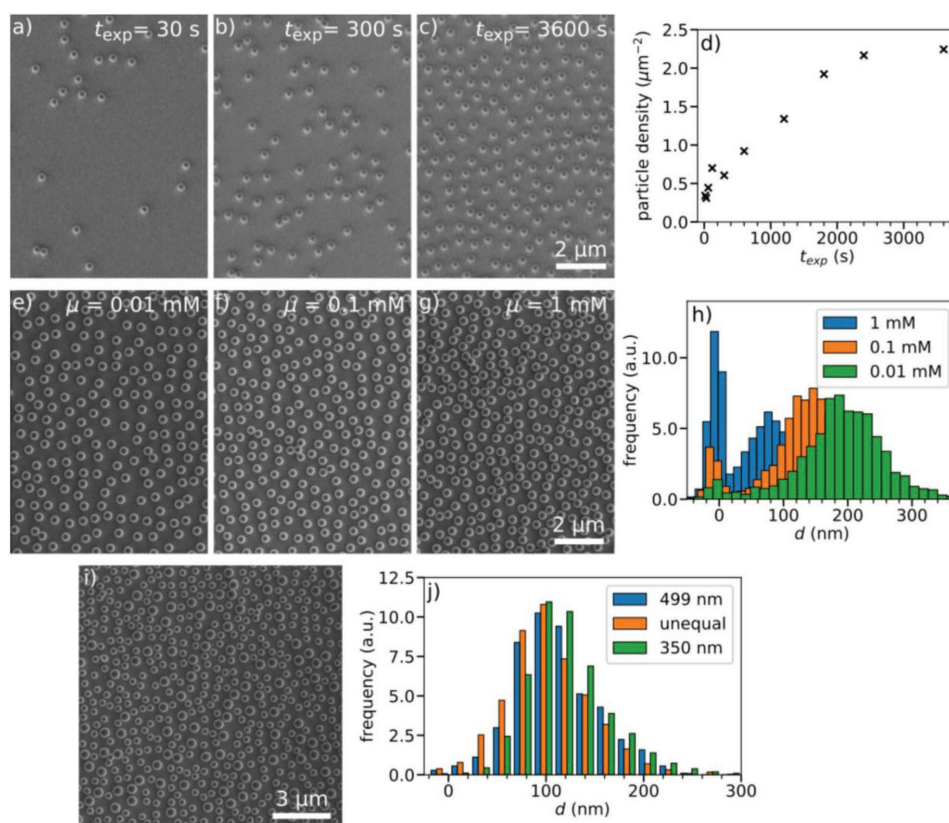 a) t_exp = 30 s
b) t_exp = 300 s
c) t_exp = 3600 s
2 μm
d)
particle density (μm⁻²)
2.5
2.0
1.5
1.0
0.5
0.0
0 1000 2000 3000
t_exp (s)
e) μ = 0.01 mM
f) μ = 0.1 mM
g) μ = 1 mM
2 μm
h)
1 mM
0.1 mM
0.01 mM
frequency (a.u.)
10.0
5.0
0.0
0 100 200 300
d (nm)
i)
3 μm
j)
499 nm
unequal
350 nm
frequency (a.u.)
12.5
10.0
7.5
5.0
2.5
0.0
0 100 200 300
d (nm)